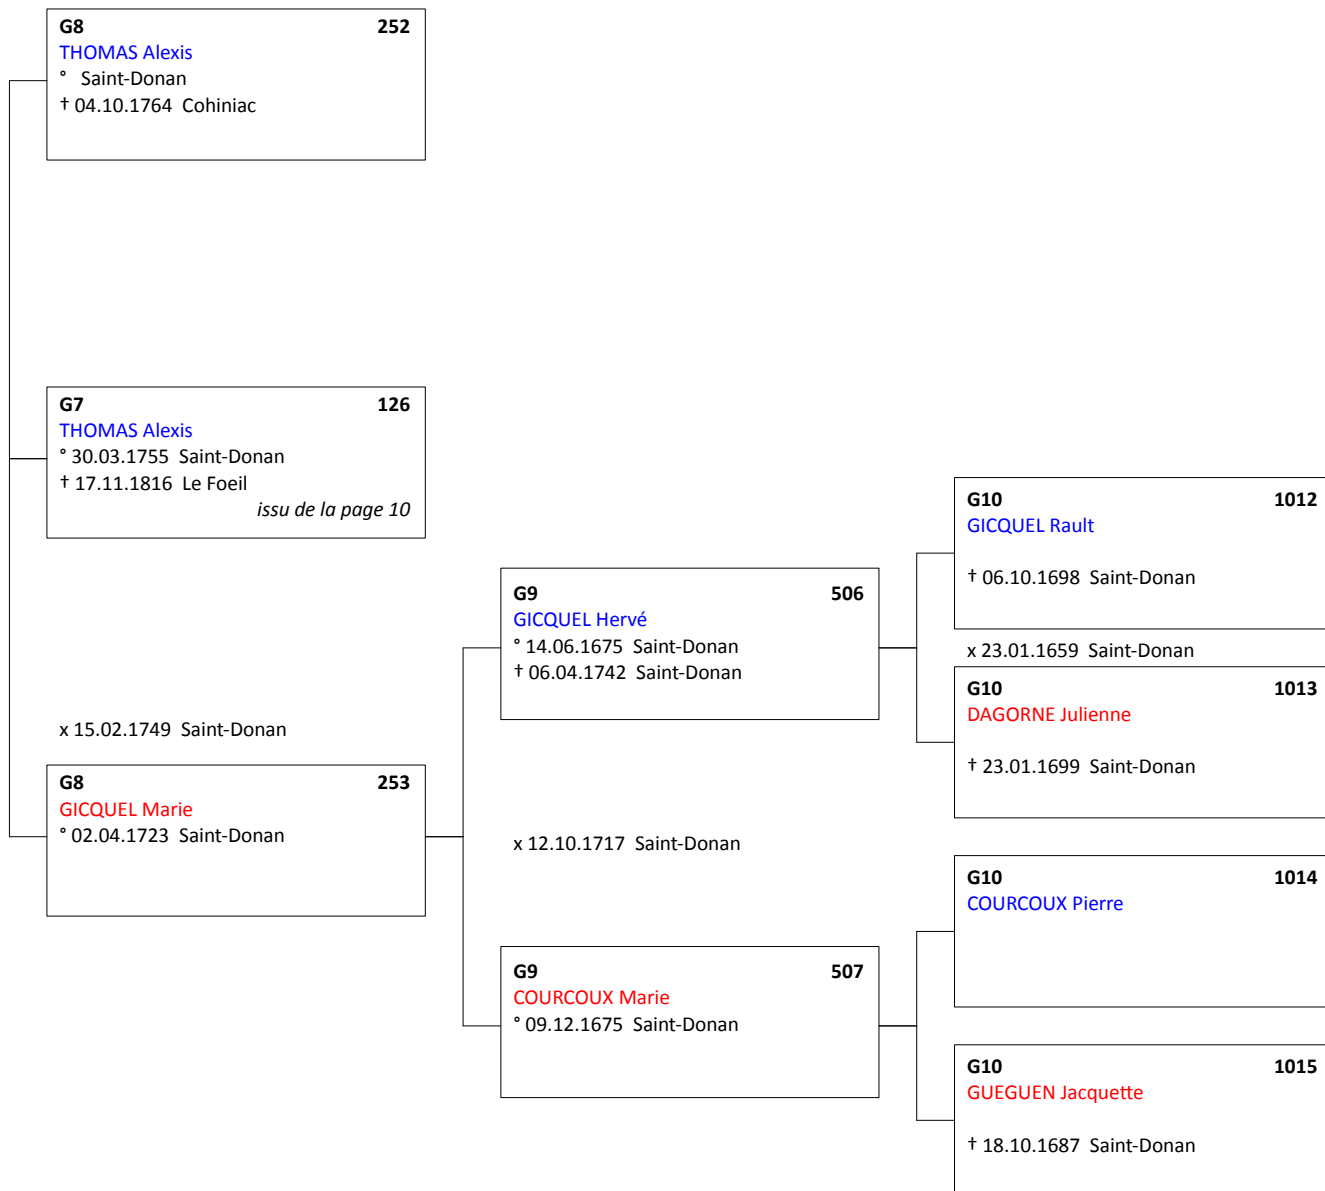 G8 252
THOMAS Alexis
° Saint-Donan
† 04.10.1764 Cohiniac
G7 126
THOMAS Alexis
° 30.03.1755 Saint-Donan
† 17.11.1816 Le Foeil
issu de la page 10
x 15.02.1749 Saint-Donan
G8 253
GICQUEL Marie
° 02.04.1723 Saint-Donan
G9 506
GICQUEL Hervé
° 14.06.1675 Saint-Donan
† 06.04.1742 Saint-Donan
x 12.10.1717 Saint-Donan
G9 507
COURCOUX Marie
° 09.12.1675 Saint-Donan
G10 1012
GICQUEL Rault
† 06.10.1698 Saint-Donan
x 23.01.1659 Saint-Donan
G10 1013
DAGORNE Julienne
† 23.01.1699 Saint-Donan
G10 1014
COURCOUX Pierre
G10 1015
GUEGUEN Jacquette
† 18.10.1687 Saint-Donan